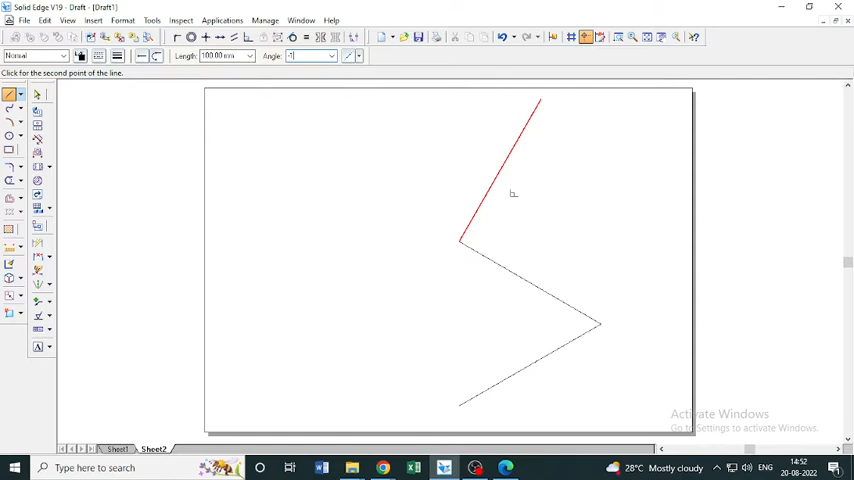 Solid Edge V19 - Draft - [Draft1]
File Edit View Insert Format Tools Inspect Applications Manage Window Help
Normal Length: 100.00 mm Angle: -1
Click for the second point of the line.
Activate Windows
Go to Settings to activate Windows.
Sheet1 Sheet2
Type here to search 28°C Mostly cloudy ENG 14:52 20-08-2022